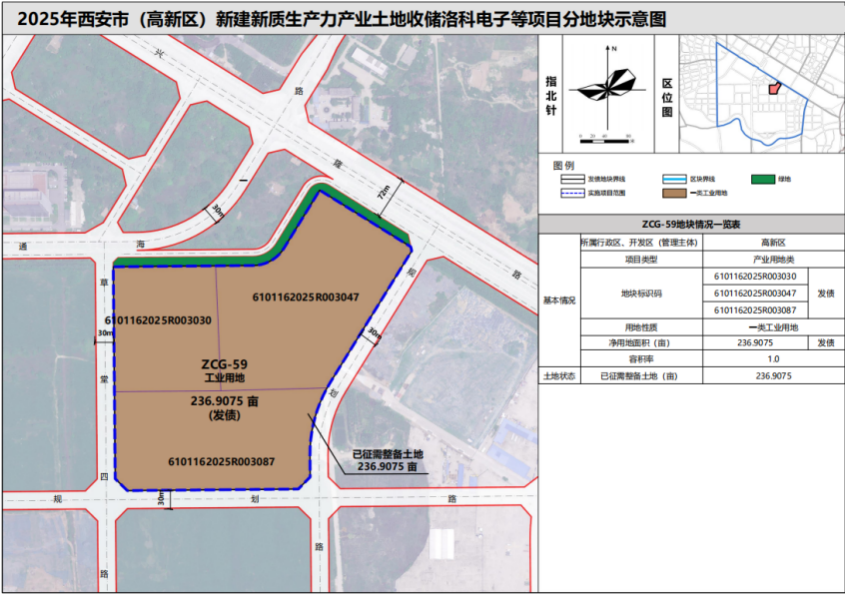 2025年西安市（高新区）新建新质生产力产业土地收储洛科电子等项目分地块示意图
兴
路
隆
路
72m
30m
一
海
通
草
堂
四
路
30m
规
划
路
30m
规
划
路
30m
6101162025R003030
6101162025R003047
ZCG-59
工业用地
236.9075 亩
(发债)
6101162025R003087
已征需整备土地
236.9075 亩
指北针
N
0 20 40 80
区位图
图例
发债地块界线
区块界线
绿地
实施项目范围
一类工业用地
ZCG-59地块情况一览表
基本情况
所属行政区、开发区（管理主体） 高新区
项目类型 产业用地类
地块标识码
6101162025R003030
6101162025R003047
6101162025R003087
发债
用地性质 一类工业用地
净用地面积（亩） 236.9075 发债
容积率 1.0
土地状态 已征需整备土地（亩） 236.9075